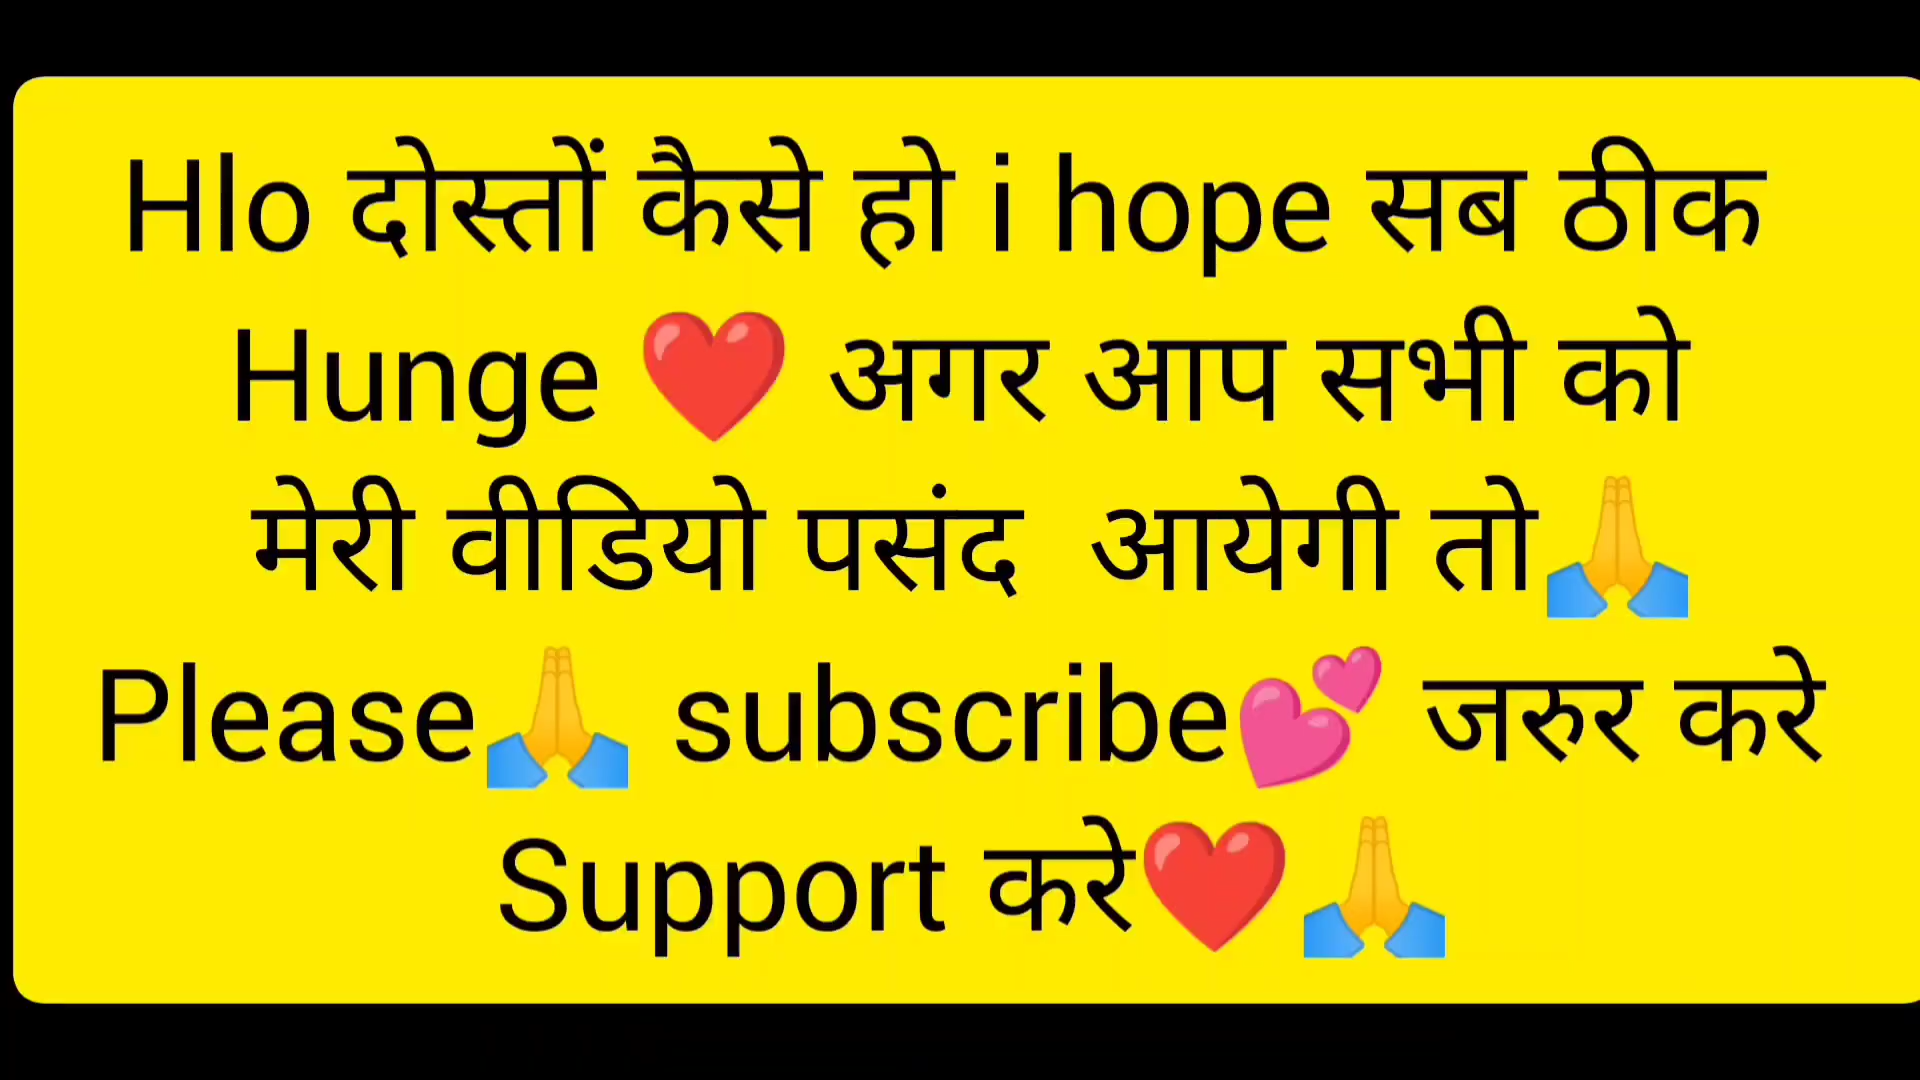 Hlo दोस्तों कैसे हो i hope सब ठीक
Hunge ❤️ अगर आप सभी को
मेरी वीडियो पसंद आयेगी तो🙏
Please🙏 subscribe💕 जरुर करे
Support करे❤️🙏